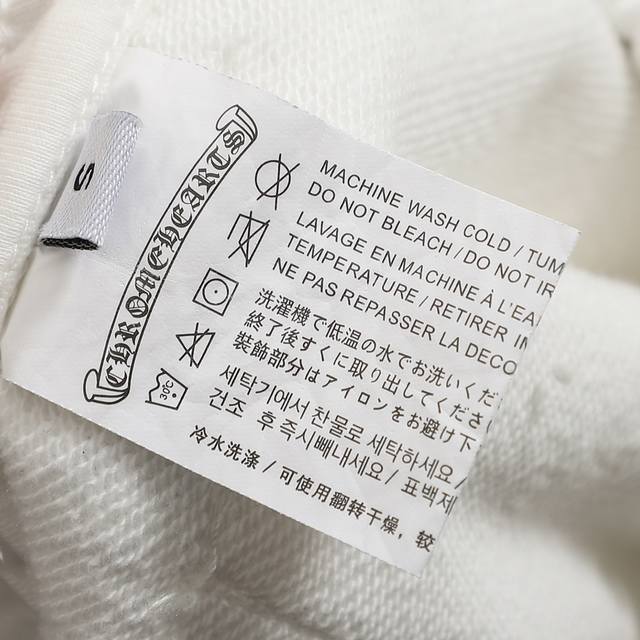 S
CHROME HEARTS
30C
MACHINE WASH COLD / TUM
DO NOT BLEACH / DO NOT IR
LAVAGE EN MACHINE À L'EA
TEMPERATURE / RETIRER IM
NE PAS REPASSER LA DECO
洗濯機で低温の水でお洗いくだ
終了後すぐに取り出してくださ
装飾部分はアイロンをお避け下
세탁기에서 찬물로 세탁하세요 /
건조 후 즉시 빼내세요 / 표백저
冷水洗涤 / 可使用翻转干燥，较